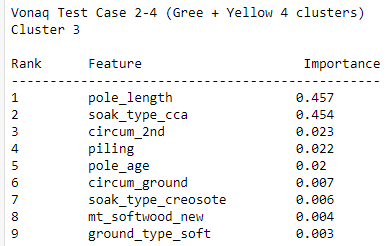 Vonaq Test Case 2-4 (Gree + Yellow 4 clusters)
Cluster 3
Rank Feature Importance
--------------------------------------------------
1 pole_length 0.457
2 soak_type_cca 0.454
3 circum_2nd 0.023
4 piling 0.022
5 pole_age 0.02
6 circum_ground 0.007
7 soak_type_creosote 0.006
8 mt_softwood_new 0.004
9 ground_type_soft 0.003